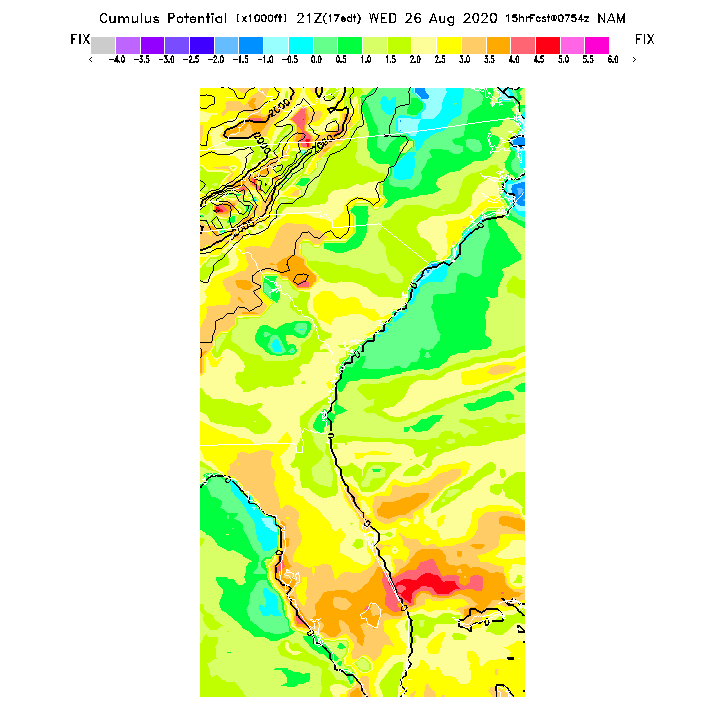 Cumulus Potential [x1000ft] 21Z(17edt) WED 26 Aug 2020 15hrFcst@0754z NAM
FIX FIX
< -4.0 -3.5 -3.0 -2.5 -2.0 -1.5 -1.0 -0.5 0.0 0.5 1.0 1.5 2.0 2.5 3.0 3.5 4.0 4.5 5.0 5.5 6.0 >
2000
2000